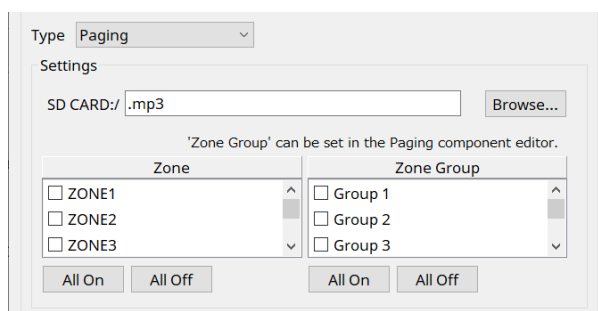 Type Paging
Settings
SD CARD:/ .mp3 Browse...
'Zone Group' can be set in the Paging component editor.
Zone Zone Group
ZONE1 Group 1
ZONE2 Group 2
ZONE3 Group 3
All On All Off All On All Off